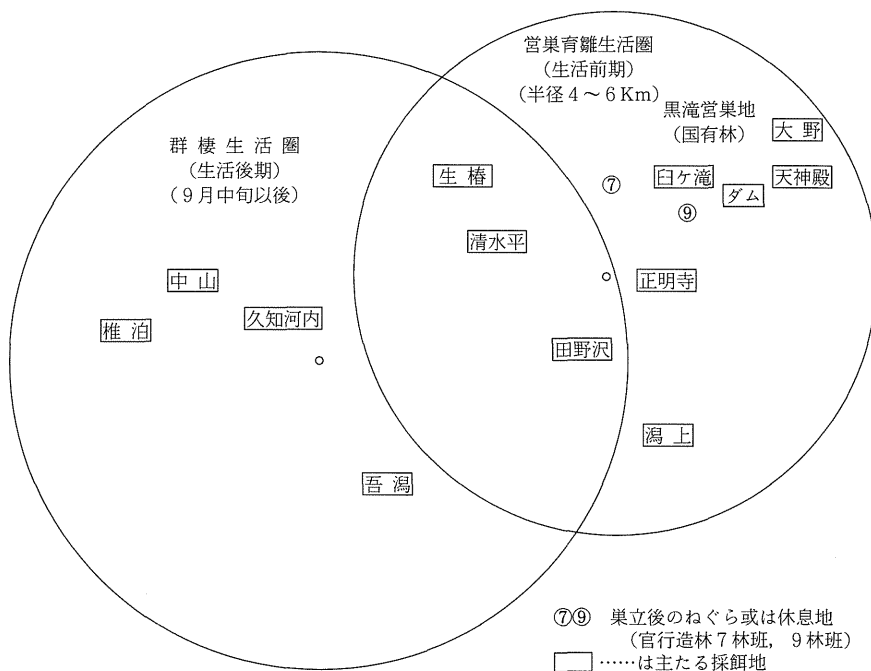 営巣育雛生活圏
(生活前期)
(半径4～6Km)
黒滝営巣地
(国有林)
大野
群棲生活圏
(生活後期)
(9月中旬以後)
生椿
⑦
臼ケ滝
ダム
天神殿
⑨
清水平
中山
正明寺
椎泊
久知河内
田野沢
潟上
吾潟
⑦⑨ 巣立後のねぐら或は休息地
(官行造林7林班，9林班)
……は主たる採餌地